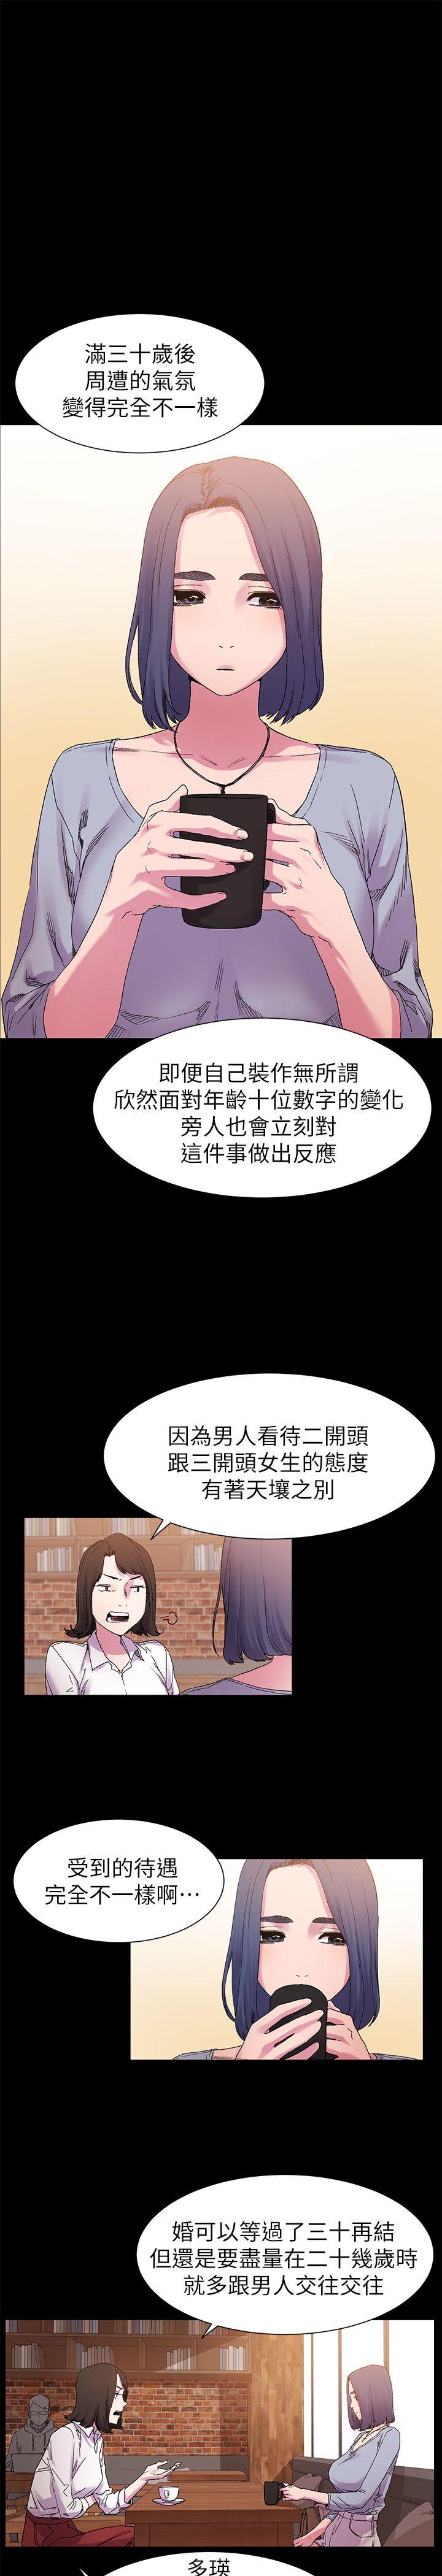 滿三十歲後
周遭的氣氛
變得完全不一樣
即便自己裝作無所謂
欣然面對年齡十位數字的變化
旁人也會立刻對
這件事做出反應
因為男人看待二開頭
跟三開頭女生的態度
有著天壤之別
受到的待遇
完全不一樣啊…
婚可以等過了三十再結
但還是要盡量在二十幾歲時
就多跟男人交往交往
多瑛